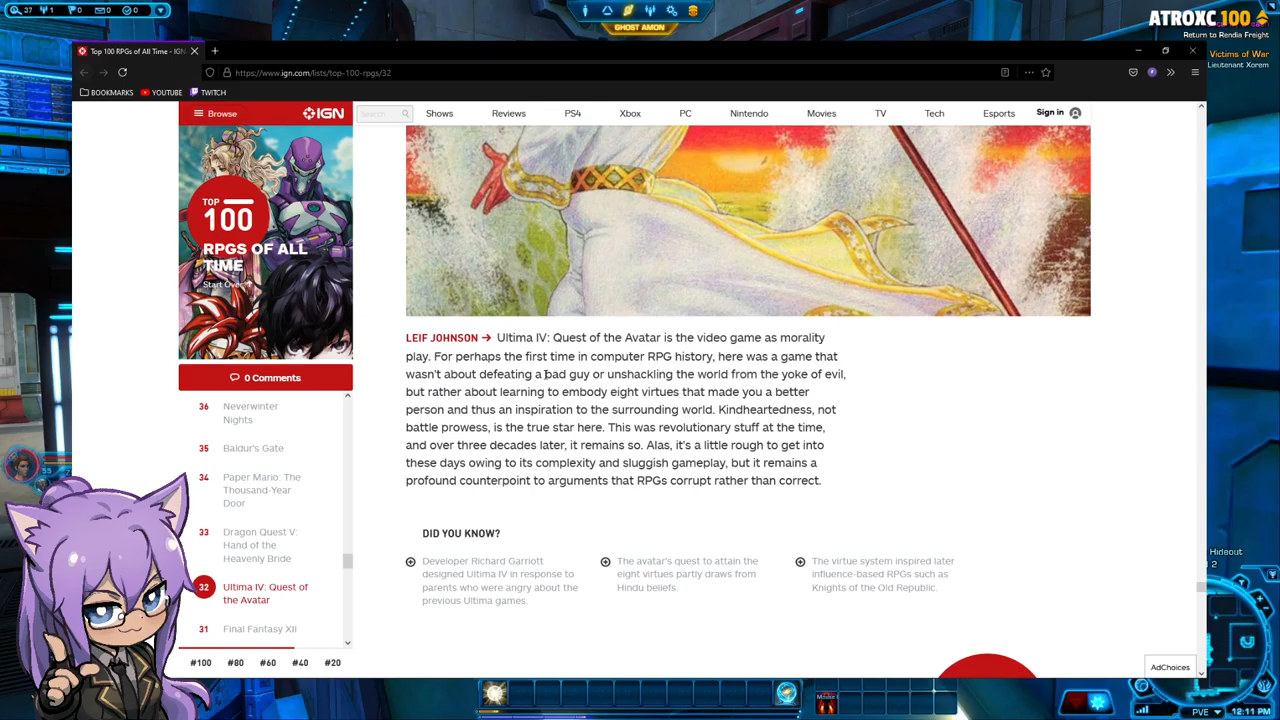 37 1 0 0 0
GHOST AMON
ATROXC 100
Return to Rendia Freight
Victims of War
Lieutenant Xorem
Top 100 RPGs of All Time - IGN
https://www.ign.com/lists/top-100-rpgs/32
BOOKMARKS YOUTUBE TWITCH
Browse IGN Search Shows Reviews PS4 Xbox PC Nintendo Movies TV Tech Esports Sign in
TOP
100
RPGS OF ALL
TIME
Start Over
0 Comments
36 Neverwinter
Nights
35 Baldur's Gate
34 Paper Mario: The
Thousand-Year
Door
33 Dragon Quest V:
Hand of the
Heavenly Bride
32 Ultima IV: Quest of
the Avatar
31 Final Fantasy XII
#100 #80 #60 #40 #20
LEIF JOHNSON → Ultima IV: Quest of the Avatar is the video game as morality
play. For perhaps the first time in computer RPG history, here was a game that
wasn't about defeating a bad guy or unshackling the world from the yoke of evil,
but rather about learning to embody eight virtues that made you a better
person and thus an inspiration to the surrounding world. Kindheartedness, not
battle prowess, is the true star here. This was revolutionary stuff at the time,
and over three decades later, it remains so. Alas, it's a little rough to get into
these days owing to its complexity and sluggish gameplay, but it remains a
profound counterpoint to arguments that RPGs corrupt rather than correct.
DID YOU KNOW?
Developer Richard Garriott
designed Ultima IV in response to
parents who were angry about the
previous Ultima games.
The avatar's quest to attain the
eight virtues partly draws from
Hindu beliefs.
The virtue system inspired later
influence-based RPGs such as
Knights of the Old Republic.
AdChoices
Hideout
55
PVE 12:11 PM